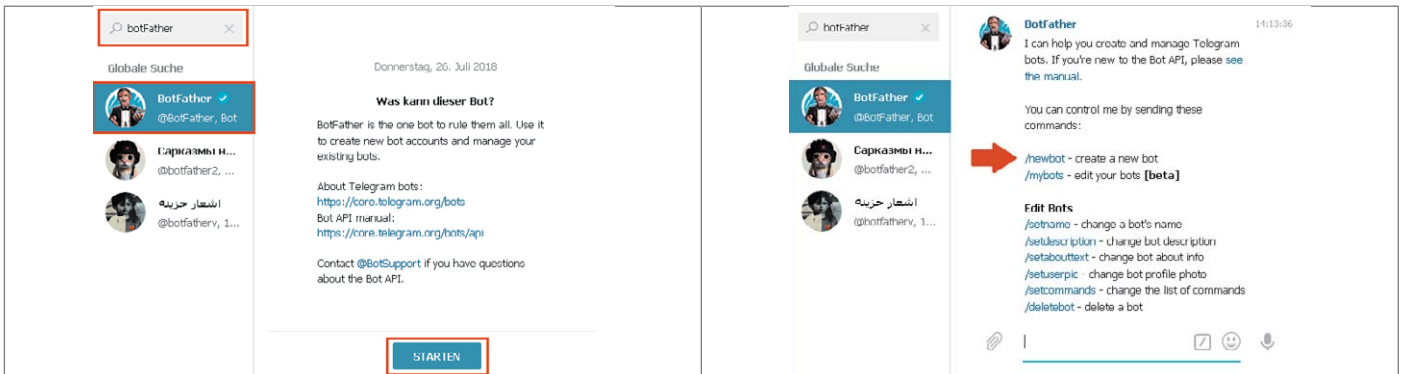 botFather
Globale Suche
BotFather
@BotFather, Bot
Сарказмы н...
@botfather2, ...
اشعار حزينه
@botfatherv, 1...
Donnerstag, 26. Juli 2018
Was kann dieser Bot?
BotFather is the one bot to rule them all. Use it
to create new bot accounts and manage your
existing bots.
About Telegram bots:
https://core.telegram.org/bots
Bot API manual:
https://core.telegram.org/bots/api
Contact @BotSupport if you have questions
about the Bot API.
STARTEN
botFather
Globale Suche
BotFather
@BotFather, Bot
Сарказмы н...
@botfather2, ...
اشعار حزينه
@botfatherv, 1...
BotFather 14:13:36
I can help you create and manage Telegram
bots. If you're new to the Bot API, please see
the manual.
You can control me by sending these
commands:
/newbot - create a new bot
/mybots - edit your bots [beta]
Edit Bots
/setname - change a bot's name
/setdescription - change bot description
/setabouttext - change bot about info
/setuserpic - change bot profile photo
/setcommands - change the list of commands
/deletebot - delete a bot